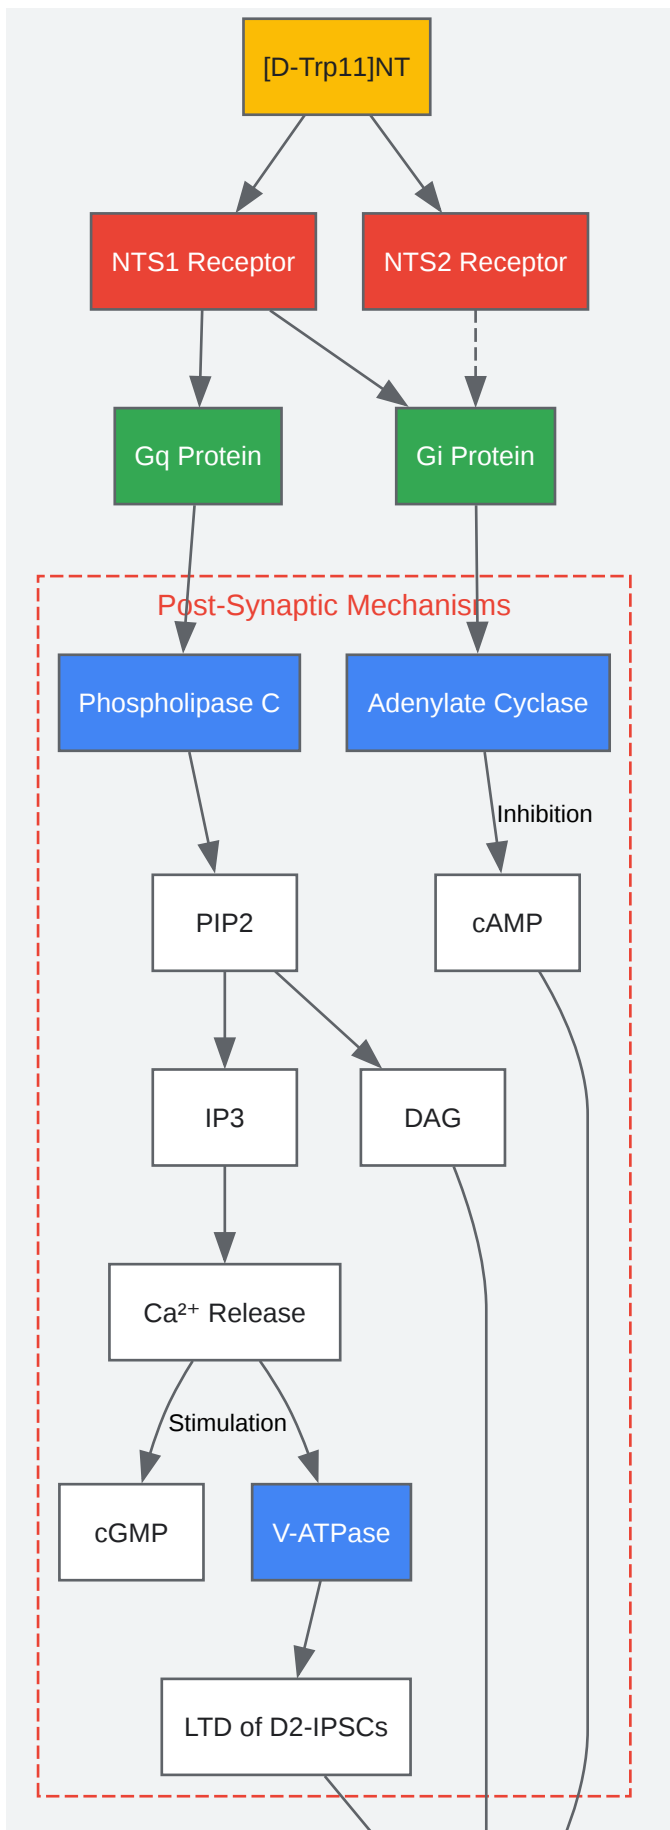 [D-Trp11]NT
NTS1 Receptor
NTS2 Receptor
Gq Protein
Gi Protein
Post-Synaptic Mechanisms
Phospholipase C
Adenylate Cyclase
Inhibition
PIP2
cAMP
IP3
DAG
Ca²⁺ Release
Stimulation
cGMP
V-ATPase
LTD of D2-IPSCs